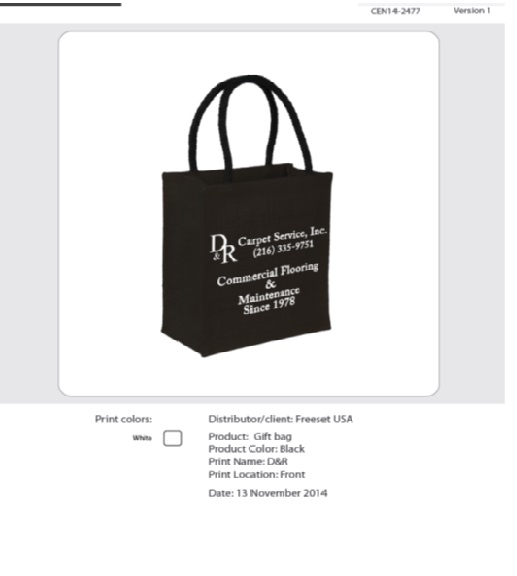 CEN14-2477 Version 1
D&R Carpet Service, Inc.
(216) 335-9751
Commercial Flooring
&
Maintenance
Since 1978
Print colors:
White
Distributor/client: Freeset USA
Product: Gift bag
Product Color: Black
Print Name: D&R
Print Location: Front
Date: 13 November 2014